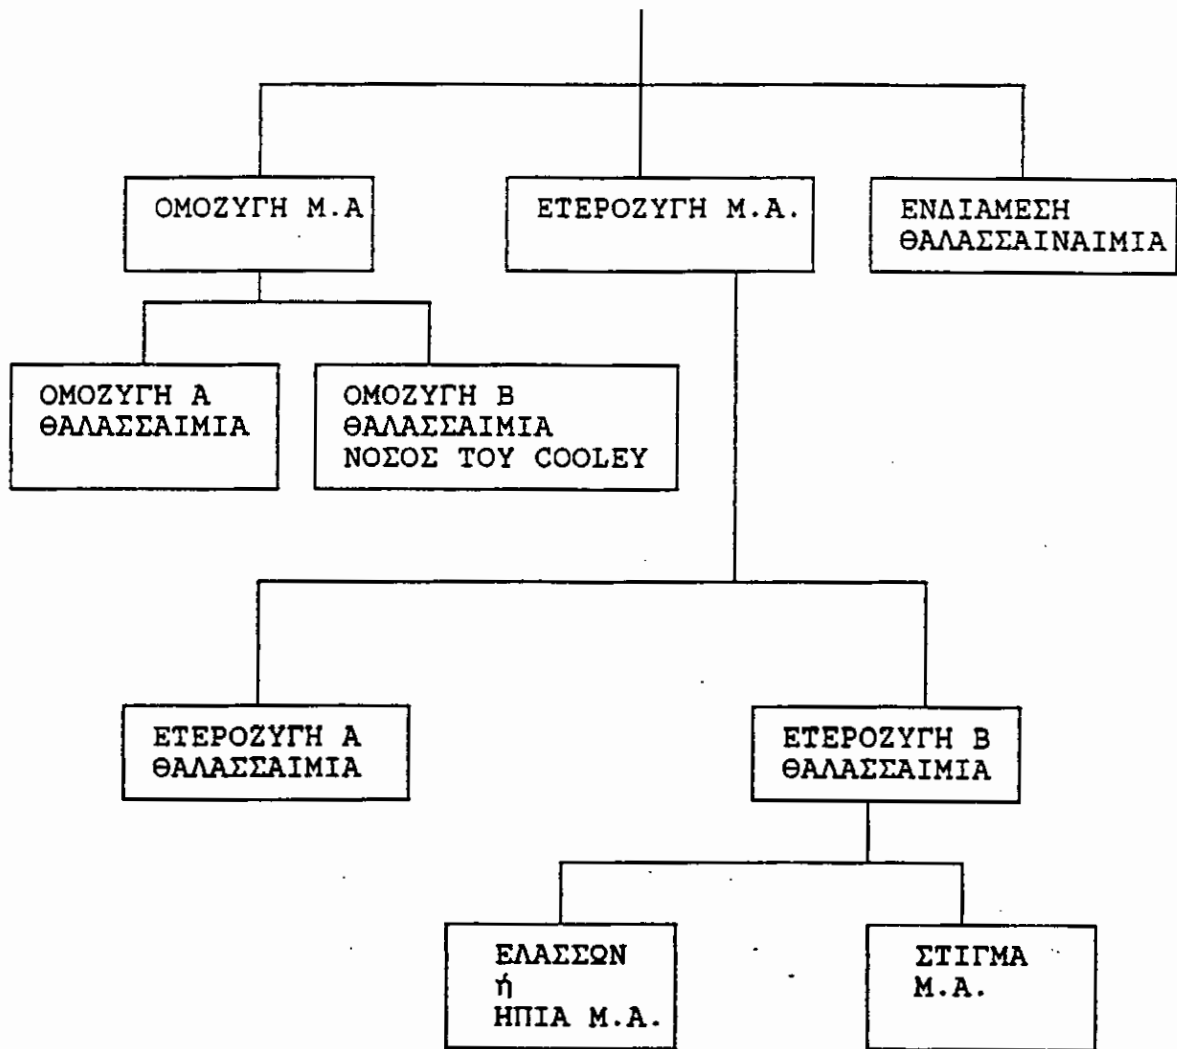 ΟΜΟΖΥΓΗ Μ.Α
ΕΤΕΡΟΖΥΓΗ Μ.Α.
ΕΝΔΙΑΜΕΣΗ
ΘΑΛΑΣΣΑΙΝΑΙΜΙΑ
ΟΜΟΖΥΓΗ Α
ΘΑΛΑΣΣΑΙΜΙΑ
ΟΜΟΖΥΓΗ Β
ΘΑΛΑΣΣΑΙΜΙΑ
ΝΟΣΟΣ ΤΟΥ COOLEY
ΕΤΕΡΟΖΥΓΗ Α
ΘΑΛΑΣΣΑΙΜΙΑ
ΕΤΕΡΟΖΥΓΗ Β
ΘΑΛΑΣΣΑΙΜΙΑ
ΕΛΑΣΣΩΝ
ή
ΗΠΙΑ Μ.Α.
ΣΤΙΓΜΑ
Μ.Α.